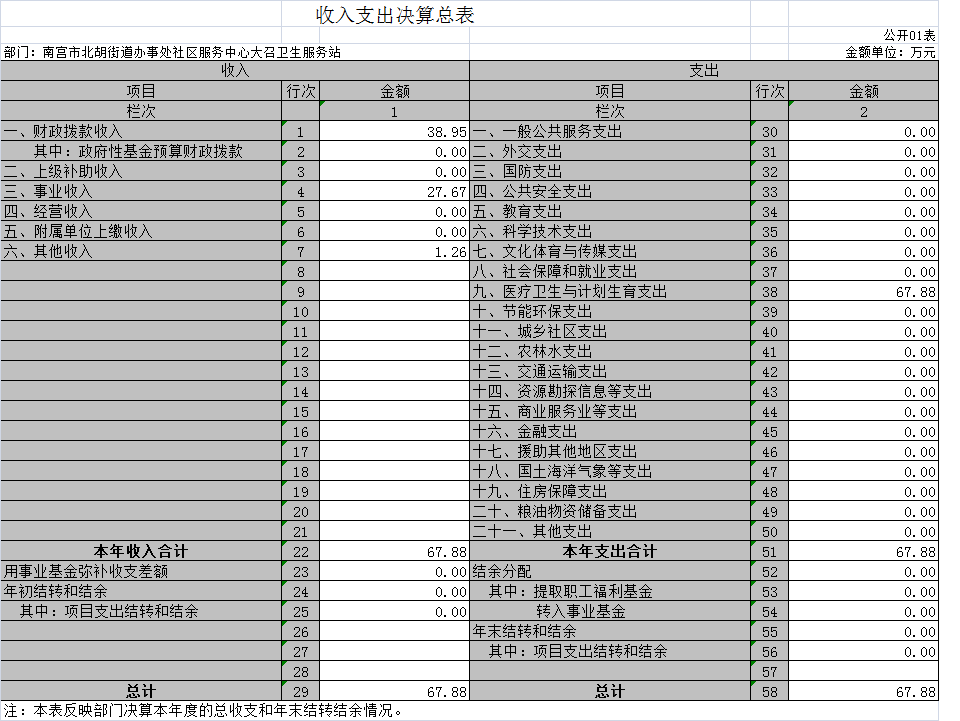 收入支出决算总表
公开01表
部门：南宫市北胡街道办事处社区服务中心大召卫生服务站 金额单位：万元
收入 支出
项目 行次 金额 项目 行次 金额
栏次 1 栏次 2
一、财政拨款收入 1 38.95 一、一般公共服务支出 30 0.00
其中：政府性基金预算财政拨款 2 0.00 二、外交支出 31 0.00
二、上级补助收入 3 0.00 三、国防支出 32 0.00
三、事业收入 4 27.67 四、公共安全支出 33 0.00
四、经营收入 5 0.00 五、教育支出 34 0.00
五、附属单位上缴收入 6 0.00 六、科学技术支出 35 0.00
六、其他收入 7 1.26 七、文化体育与传媒支出 36 0.00
8 八、社会保障和就业支出 37 0.00
9 九、医疗卫生与计划生育支出 38 67.88
10 十、节能环保支出 39 0.00
11 十一、城乡社区支出 40 0.00
12 十二、农林水支出 41 0.00
13 十三、交通运输支出 42 0.00
14 十四、资源勘探信息等支出 43 0.00
15 十五、商业服务业等支出 44 0.00
16 十六、金融支出 45 0.00
17 十七、援助其他地区支出 46 0.00
18 十八、国土海洋气象等支出 47 0.00
19 十九、住房保障支出 48 0.00
20 二十、粮油物资储备支出 49 0.00
21 二十一、其他支出 50 0.00
本年收入合计 22 67.88 本年支出合计 51 67.88
用事业基金弥补收支差额 23 0.00 结余分配 52 0.00
年初结转和结余 24 0.00 其中：提取职工福利基金 53 0.00
其中：项目支出结转和结余 25 0.00 转入事业基金 54 0.00
26 年末结转和结余 55 0.00
27 其中：项目支出结转和结余 56 0.00
28 57
总计 29 67.88 总计 58 67.88
注：本表反映部门决算本年度的总收支和年末结转结余情况。